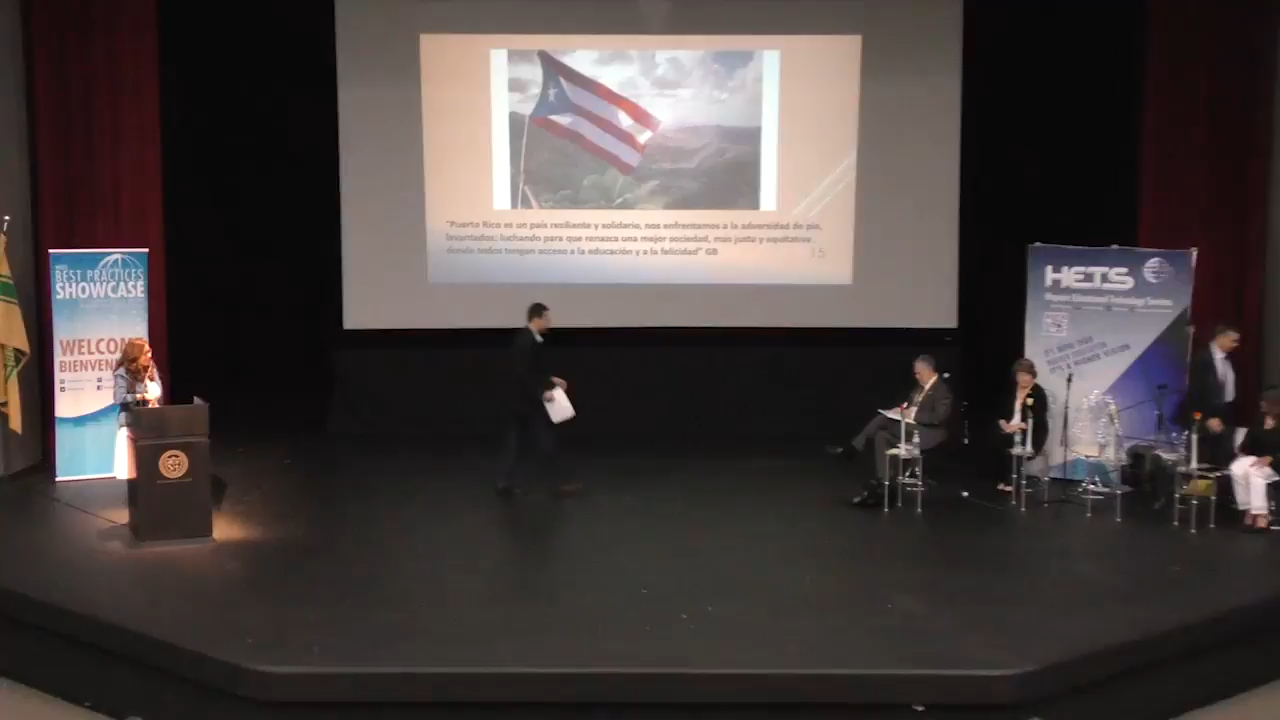 "Puerto Rico es un país resiliente y solidario, nos enfrentamos a la adversidad de pie,
levantados; luchando para que renazca una mejor sociedad, más justa y equitativa
donde todos tengan acceso a la educación y a la felicidad" GB
15
BEST PRACTICES
SHOWCASE
WELCOM
BIENVEN
HETS
Hispanic Educational Technology Services